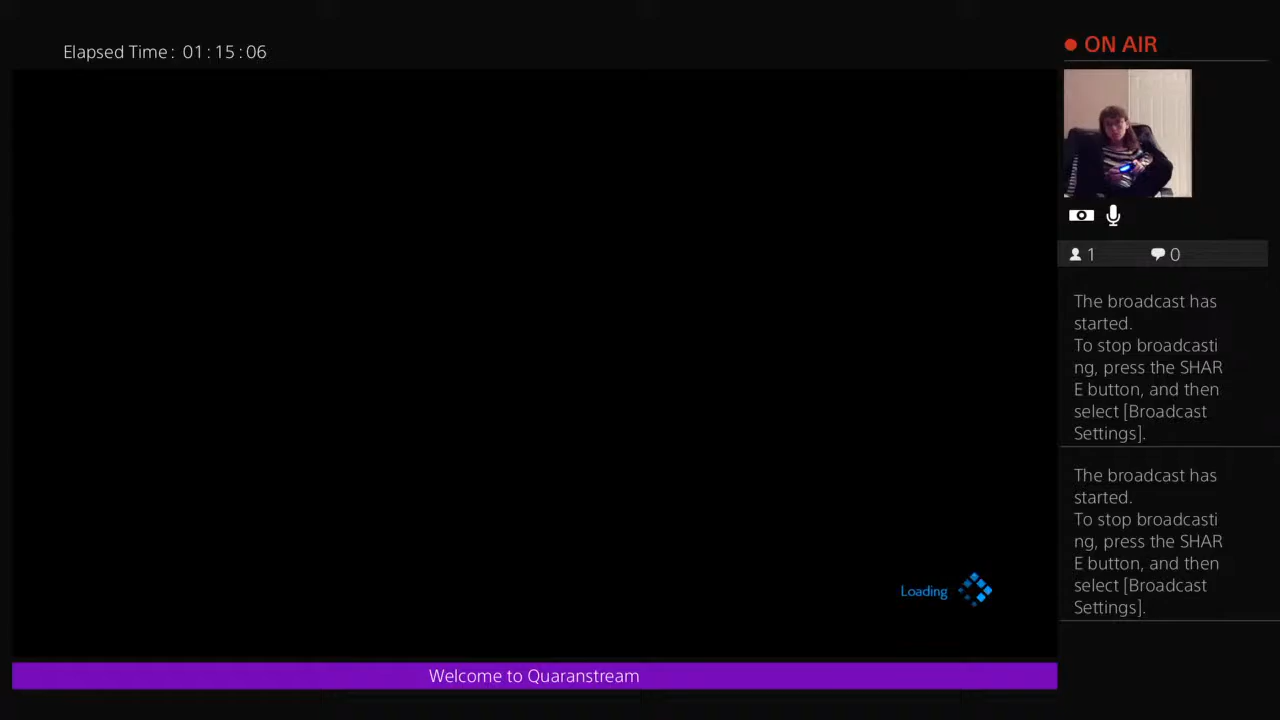 Elapsed Time: 01:15:06
ON AIR
1
0
The broadcast has
started.
To stop broadcasti
ng, press the SHAR
E button, and then
select [Broadcast
Settings].
The broadcast has
started.
To stop broadcasti
ng, press the SHAR
E button, and then
select [Broadcast
Settings].
Loading
Welcome to Quaranstream